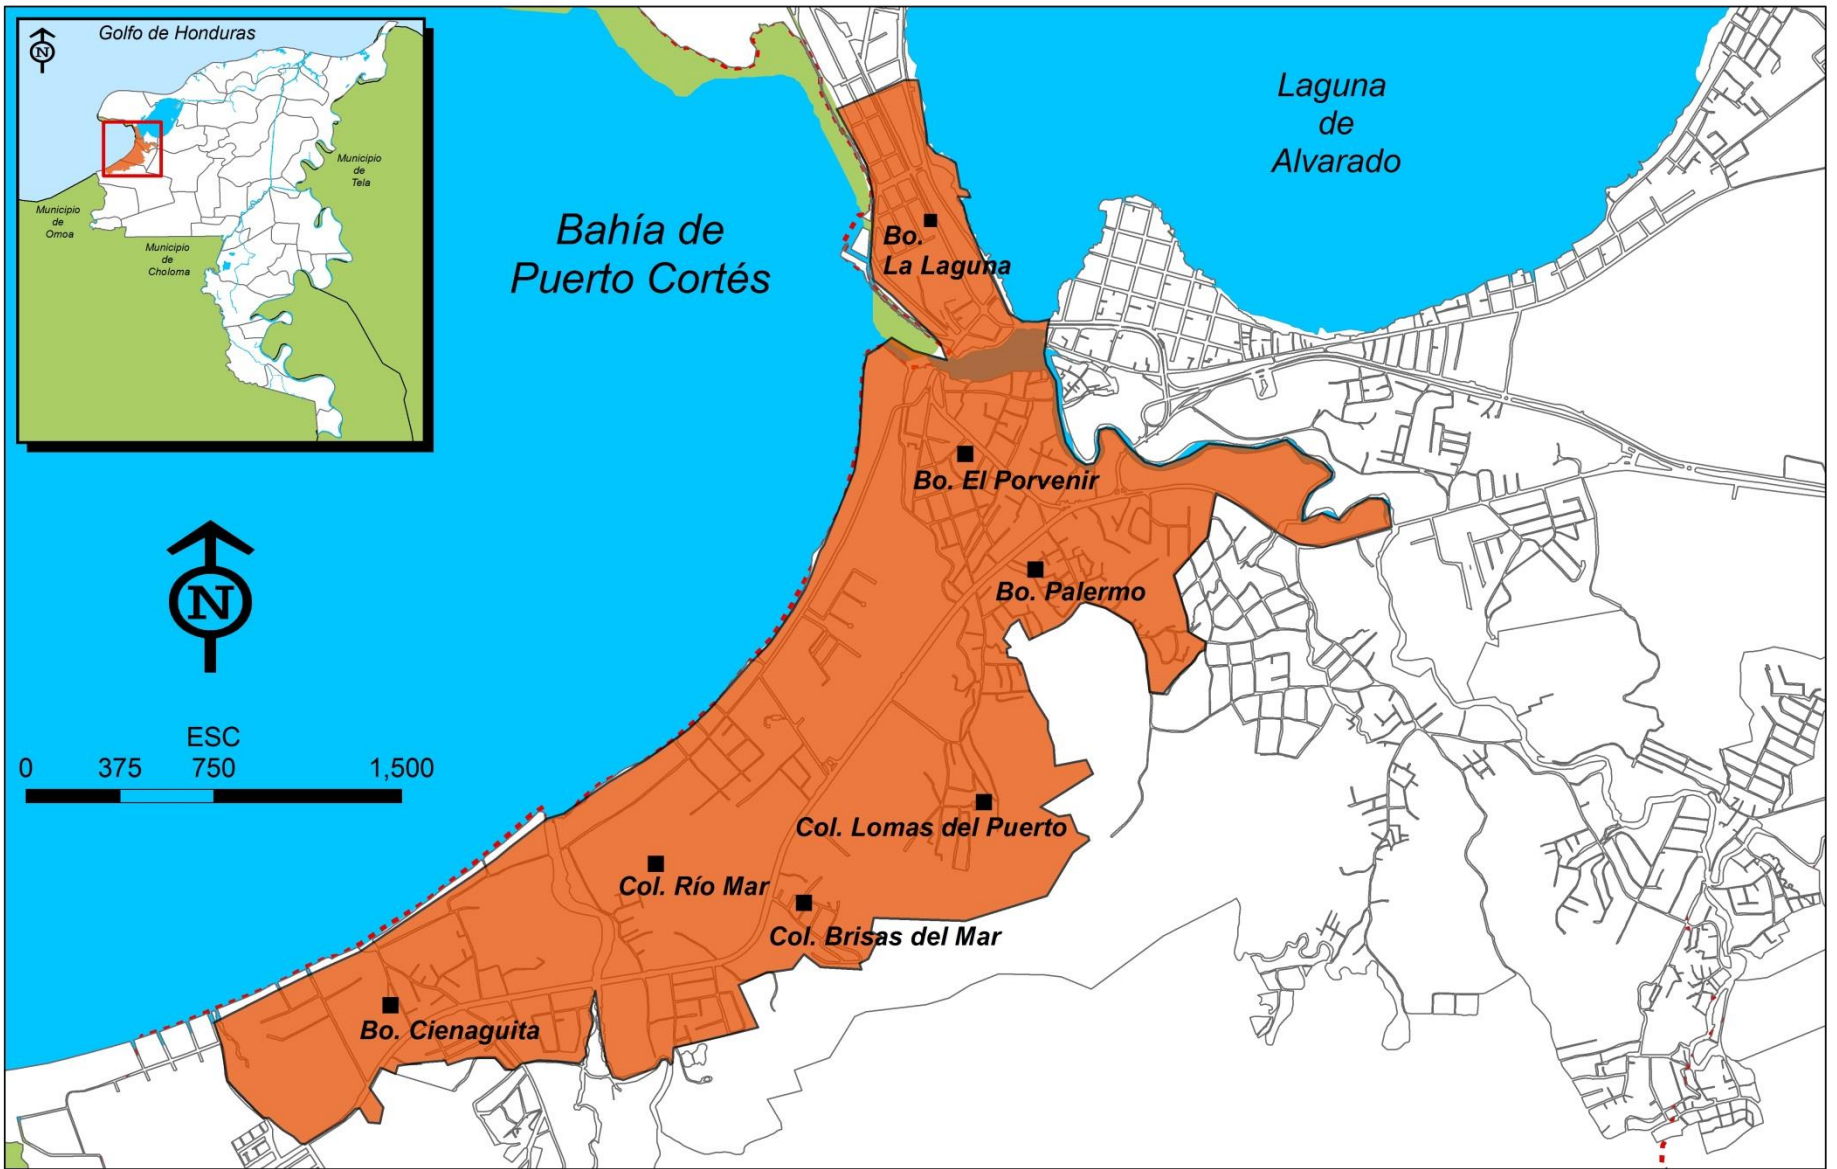 Golfo de Honduras
N
Municipio
de
Tela
Municipio
de
Omoa
Municipio
de
Choloma
Laguna
de
Alvarado
Bahía de
Puerto Cortés
Bo.
La Laguna
Bo. El Porvenir
Bo. Palermo
N
ESC
0 375 750 1,500
Col. Lomas del Puerto
Col. Río Mar
Col. Brisas del Mar
Bo. Cienaguita